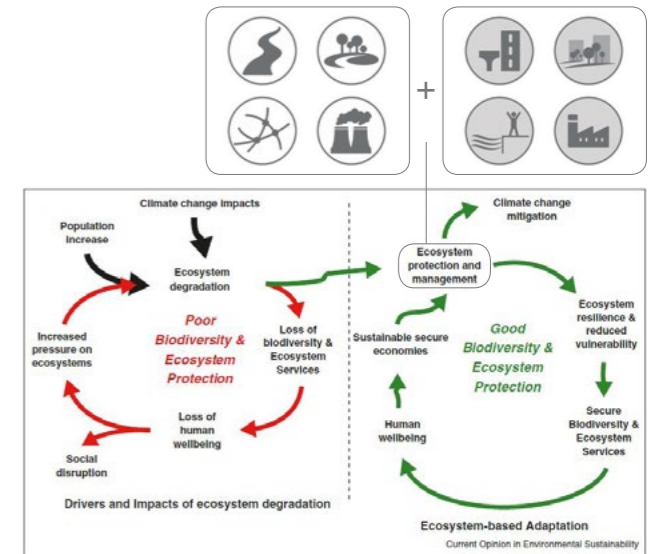 +
Climate change impacts
Population
Increase
Ecosystem
degradation
Poor
Biodiversity &
Ecosystem
Protection
Increased
pressure on
ecosystems
Loss of
biodiversity &
Ecosystem
Services
Loss of
human
wellbeing
Social
disruption
Drivers and Impacts of ecosystem degradation
Climate change
mitigation
Ecosystem
protection and
management
Ecosystem
resilience &
reduced
vulnerability
Sustainable secure
economies
Good
Biodiversity &
Ecosystem
Protection
Human
wellbeing
Secure
Biodiversity &
Ecosystem
Services
Ecosystem-based Adaptation
Current Opinion in Environmental Sustainability